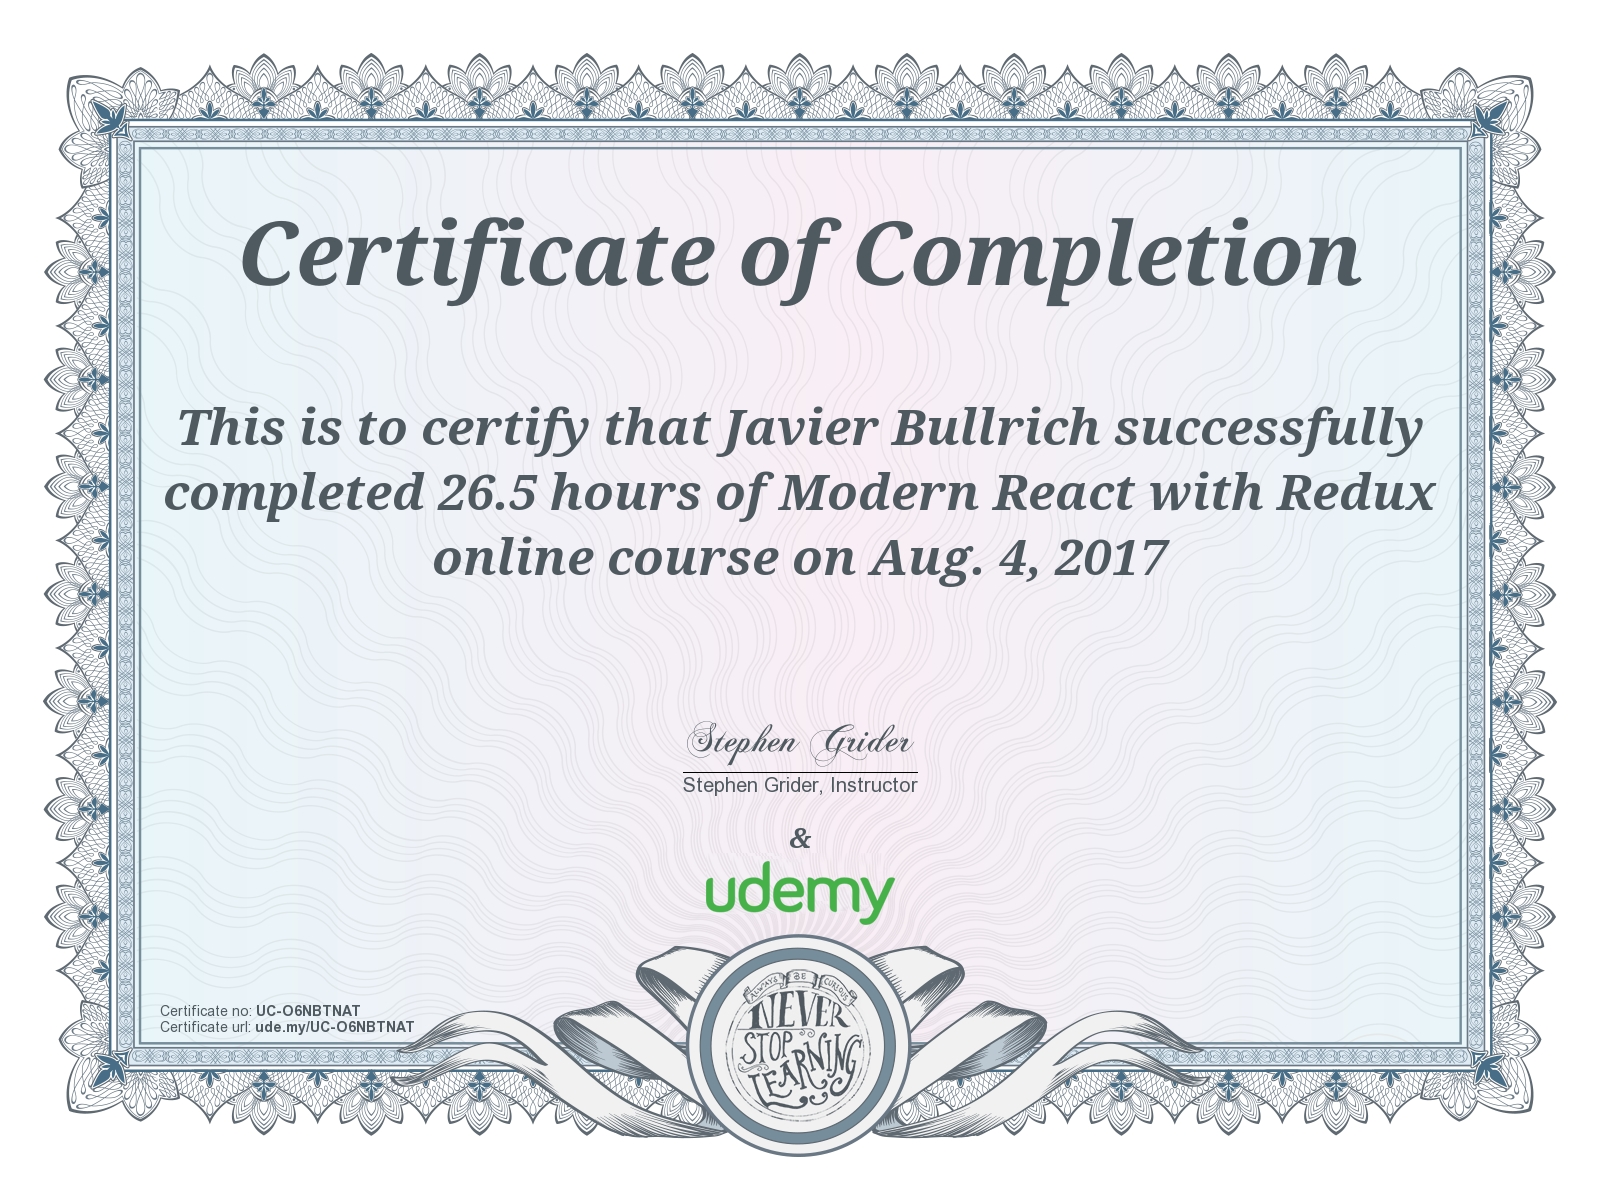 Certificate of Completion
This is to certify that Javier Bullrich successfully
completed 26.5 hours of Modern React with Redux
online course on Aug. 4, 2017
Stephen Grider
Stephen Grider, Instructor
&
udemy
Certificate no: UC-O6NBTNAT
Certificate url: ude.my/UC-O6NBTNAT
ALWAYS BE CURIOUS
NEVER
STOP
LEARNING